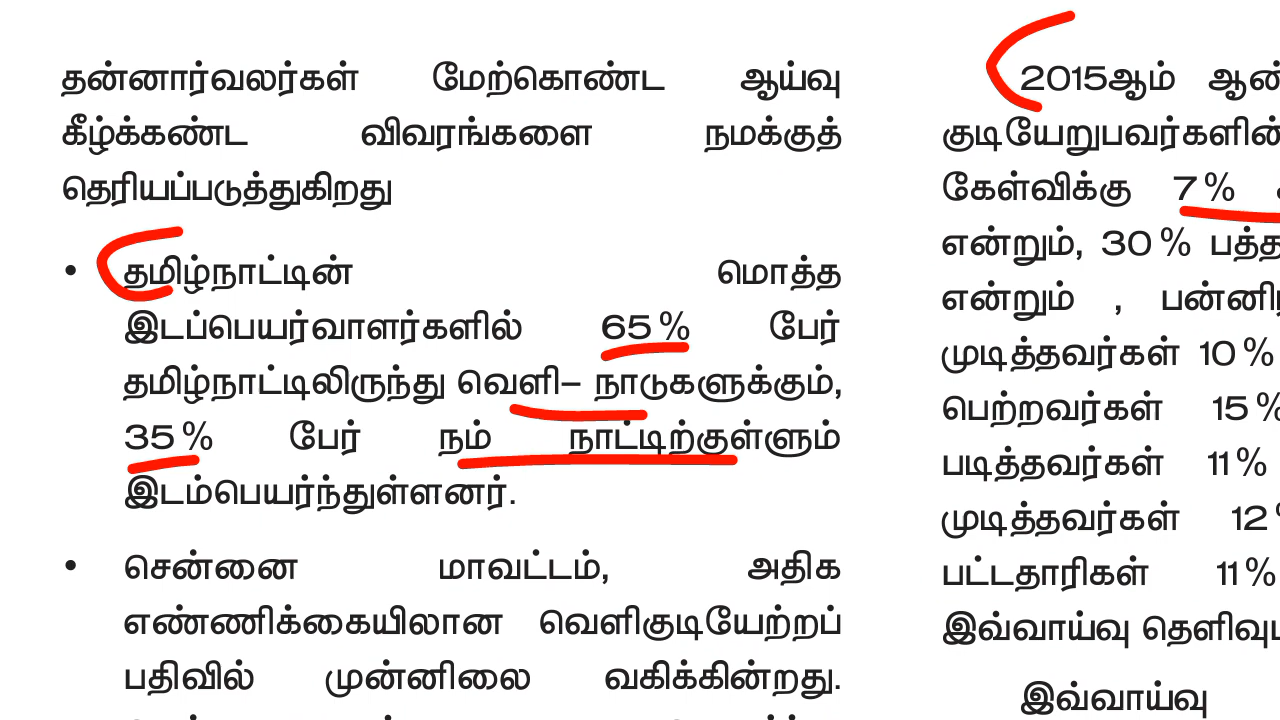 தன்னார்வலர்கள் மேற்கொண்ட ஆய்வு
கீழ்க்கண்ட விவரங்களை நமக்குத்
தெரியப்படுத்துகிறது
• தமிழ்நாட்டின் மொத்த
இடப்பெயர்வாளர்களில் 65% பேர்
தமிழ்நாட்டிலிருந்து வெளி– நாடுகளுக்கும்,
35% பேர் நம் நாட்டிற்குள்ளும்
இடம்பெயர்ந்துள்ளனர்.
• சென்னை மாவட்டம், அதிக
எண்ணிக்கையிலான வெளிகுடியேற்றப்
பதிவில் முன்னிலை வகிக்கின்றது.
2015ஆம்
குடியேறுபவர்களின்
கேள்விக்கு 7%
என்றும், 30%
என்றும் ,
முடித்தவர்கள் 10%
பெற்றவர்கள் 15%
படித்தவர்கள் 11%
முடித்தவர்கள் 12
பட்டதாரிகள் 11%
இவ்வாய்வு
இவ்வாய்வு